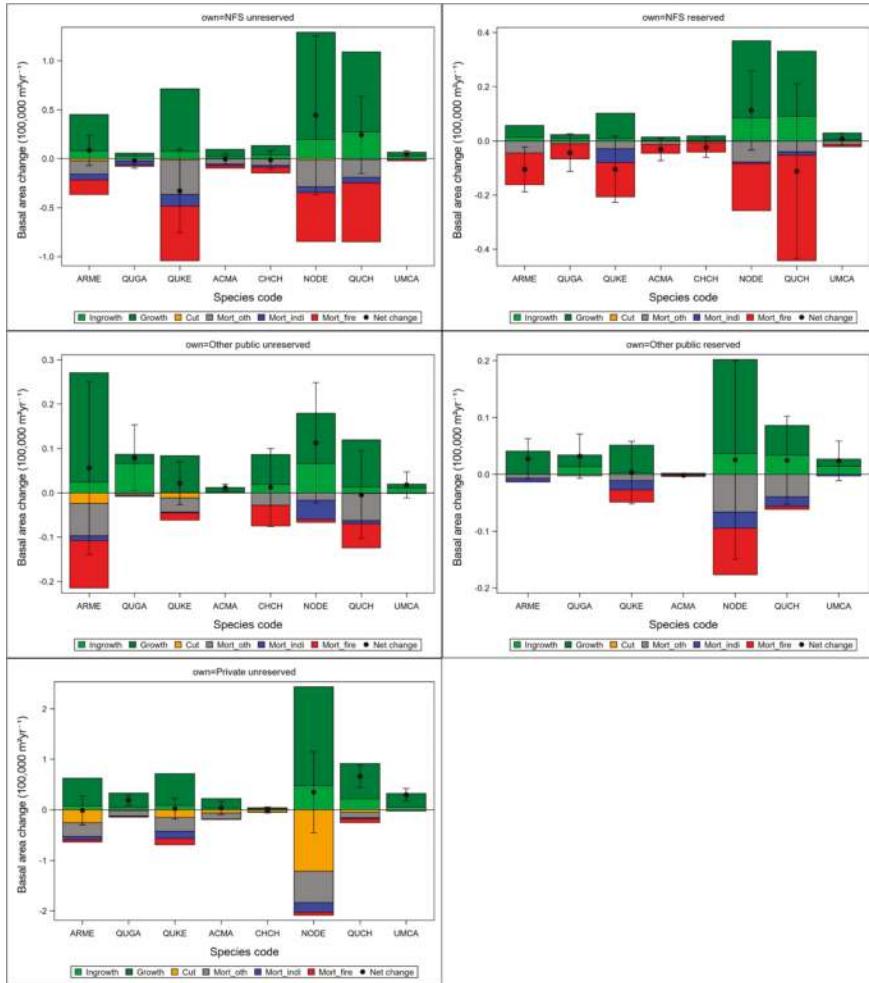 own=NFS unreserved
Basal area change (100,000 m²yr⁻¹)
1.0
0.5
0.0
-0.5
-1.0
ARME QUGA QUKE ACMA CHCH NODE QUCH UMCA
Species code
Ingrowth Growth Cut Mort_oth Mort_indi Mort_fire Net change
own=NFS reserved
Basal area change (100,000 m²yr⁻¹)
0.4
0.2
0.0
-0.2
-0.4
ARME QUGA QUKE ACMA CHCH NODE QUCH UMCA
Species code
Ingrowth Growth Cut Mort_oth Mort_indi Mort_fire Net change
own=Other public unreserved
Basal area change (100,000 m²yr⁻¹)
0.3
0.2
0.1
0.0
-0.1
-0.2
ARME QUGA QUKE ACMA CHCH NODE QUCH UMCA
Species code
Ingrowth Growth Cut Mort_oth Mort_indi Mort_fire Net change
own=Other public reserved
Basal area change (100,000 m²yr⁻¹)
0.2
0.1
0.0
-0.1
-0.2
ARME QUGA QUKE ACMA NODE QUCH UMCA
Species code
Ingrowth Growth Cut Mort_oth Mort_indi Mort_fire Net change
own=Private unreserved
Basal area change (100,000 m²yr⁻¹)
2
1
0
-1
-2
ARME QUGA QUKE ACMA CHCH NODE QUCH UMCA
Species code
Ingrowth Growth Cut Mort_oth Mort_indi Mort_fire Net change